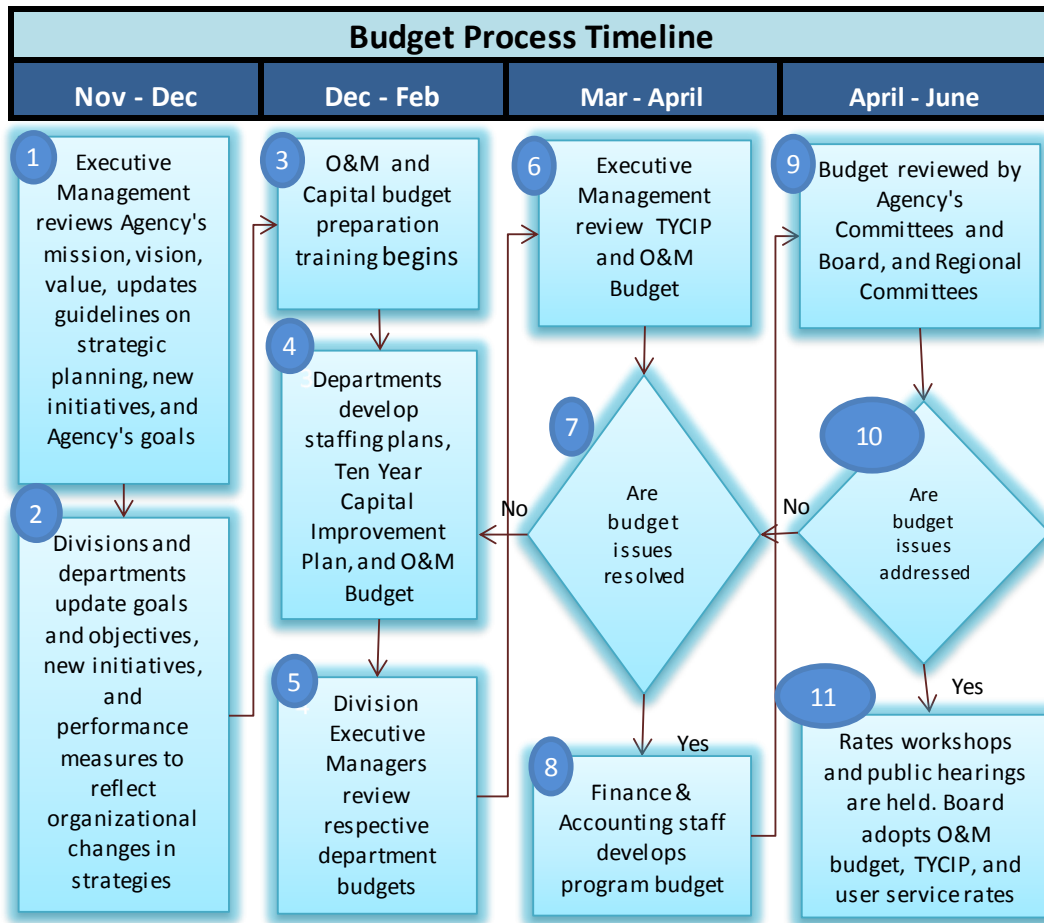 Budget Process Timeline
Nov - Dec
Dec - Feb
Mar - April
April - June
1
Executive
Management
reviews Agency's
mission, vision,
value, updates
guidelines on
strategic
planning, new
initiatives, and
Agency's goals
2
Divisions and
departments
update goals
and objectives,
new initiatives,
and
performance
measures to
reflect
organizational
changes in
strategies
3
O&M and
Capital budget
preparation
training begins
4
Departments
develop
staffing plans,
Ten Year
Capital
Improvement
Plan, and O&M
Budget
5
Division
Executive
Managers
review
respective
department
budgets
6
Executive
Management
review TYCIP
and O&M
Budget
7
Are
budget
issues
resolved
No
Yes
8
Finance &
Accounting staff
develops
program budget
9
Budget reviewed by
Agency's
Committees and
Board, and Regional
Committees
10
Are
budget
issues
addressed
No
Yes
11
Rates workshops
and public hearings
are held. Board
adopts O&M
budget, TYCIP, and
user service rates